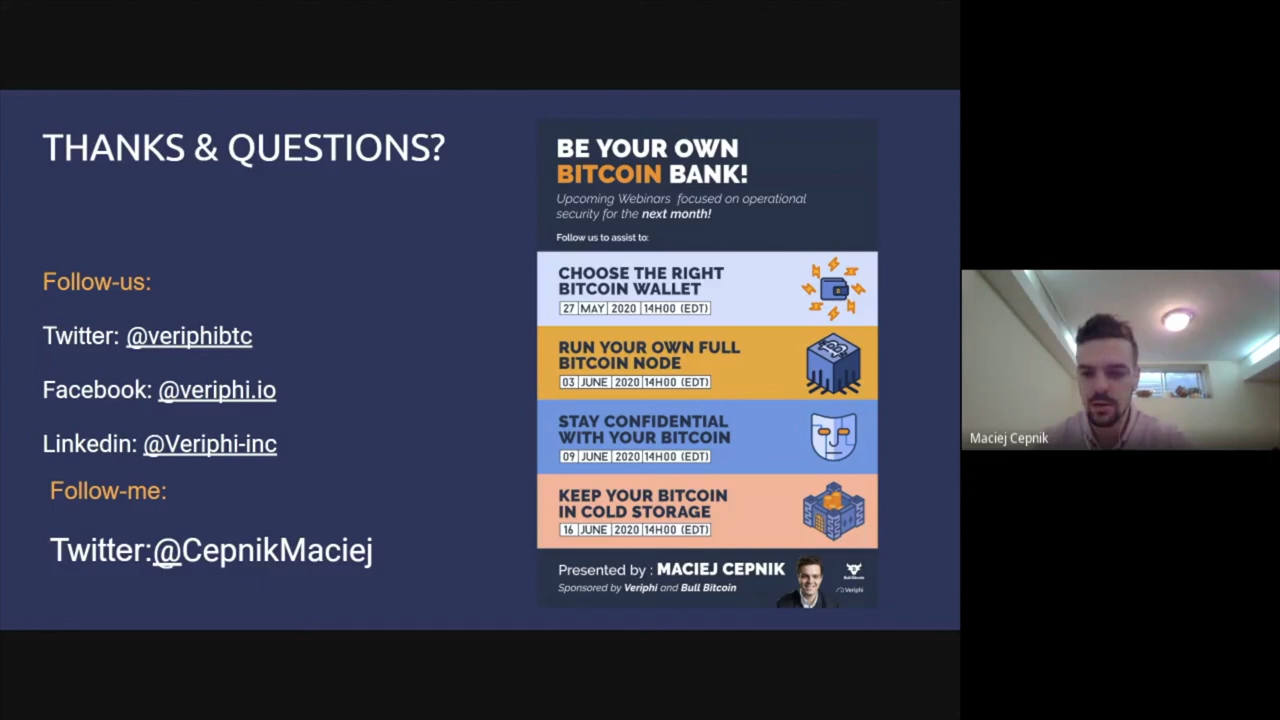 THANKS & QUESTIONS?
Follow-us:
Twitter: @veriphibtc
Facebook: @veriphi.io
Linkedin: @Veriphi-inc
Follow-me:
Twitter:@CepnikMaciej
BE YOUR OWN
BITCOIN BANK!
Upcoming Webinars focused on operational
security for the next month!
Follow us to assist to:
CHOOSE THE RIGHT
BITCOIN WALLET
27 MAY 2020 14H00 (EDT)
RUN YOUR OWN FULL
BITCOIN NODE
03 JUNE 2020 14H00 (EDT)
STAY CONFIDENTIAL
WITH YOUR BITCOIN
09 JUNE 2020 14H00 (EDT)
KEEP YOUR BITCOIN
IN COLD STORAGE
16 JUNE 2020 14H00 (EDT)
Presented by : MACIEJ CEPNIK
Sponsored by Veriphi and Bull Bitcoin
Bull Bitcoin
Veriphi
Maciej Cepnik